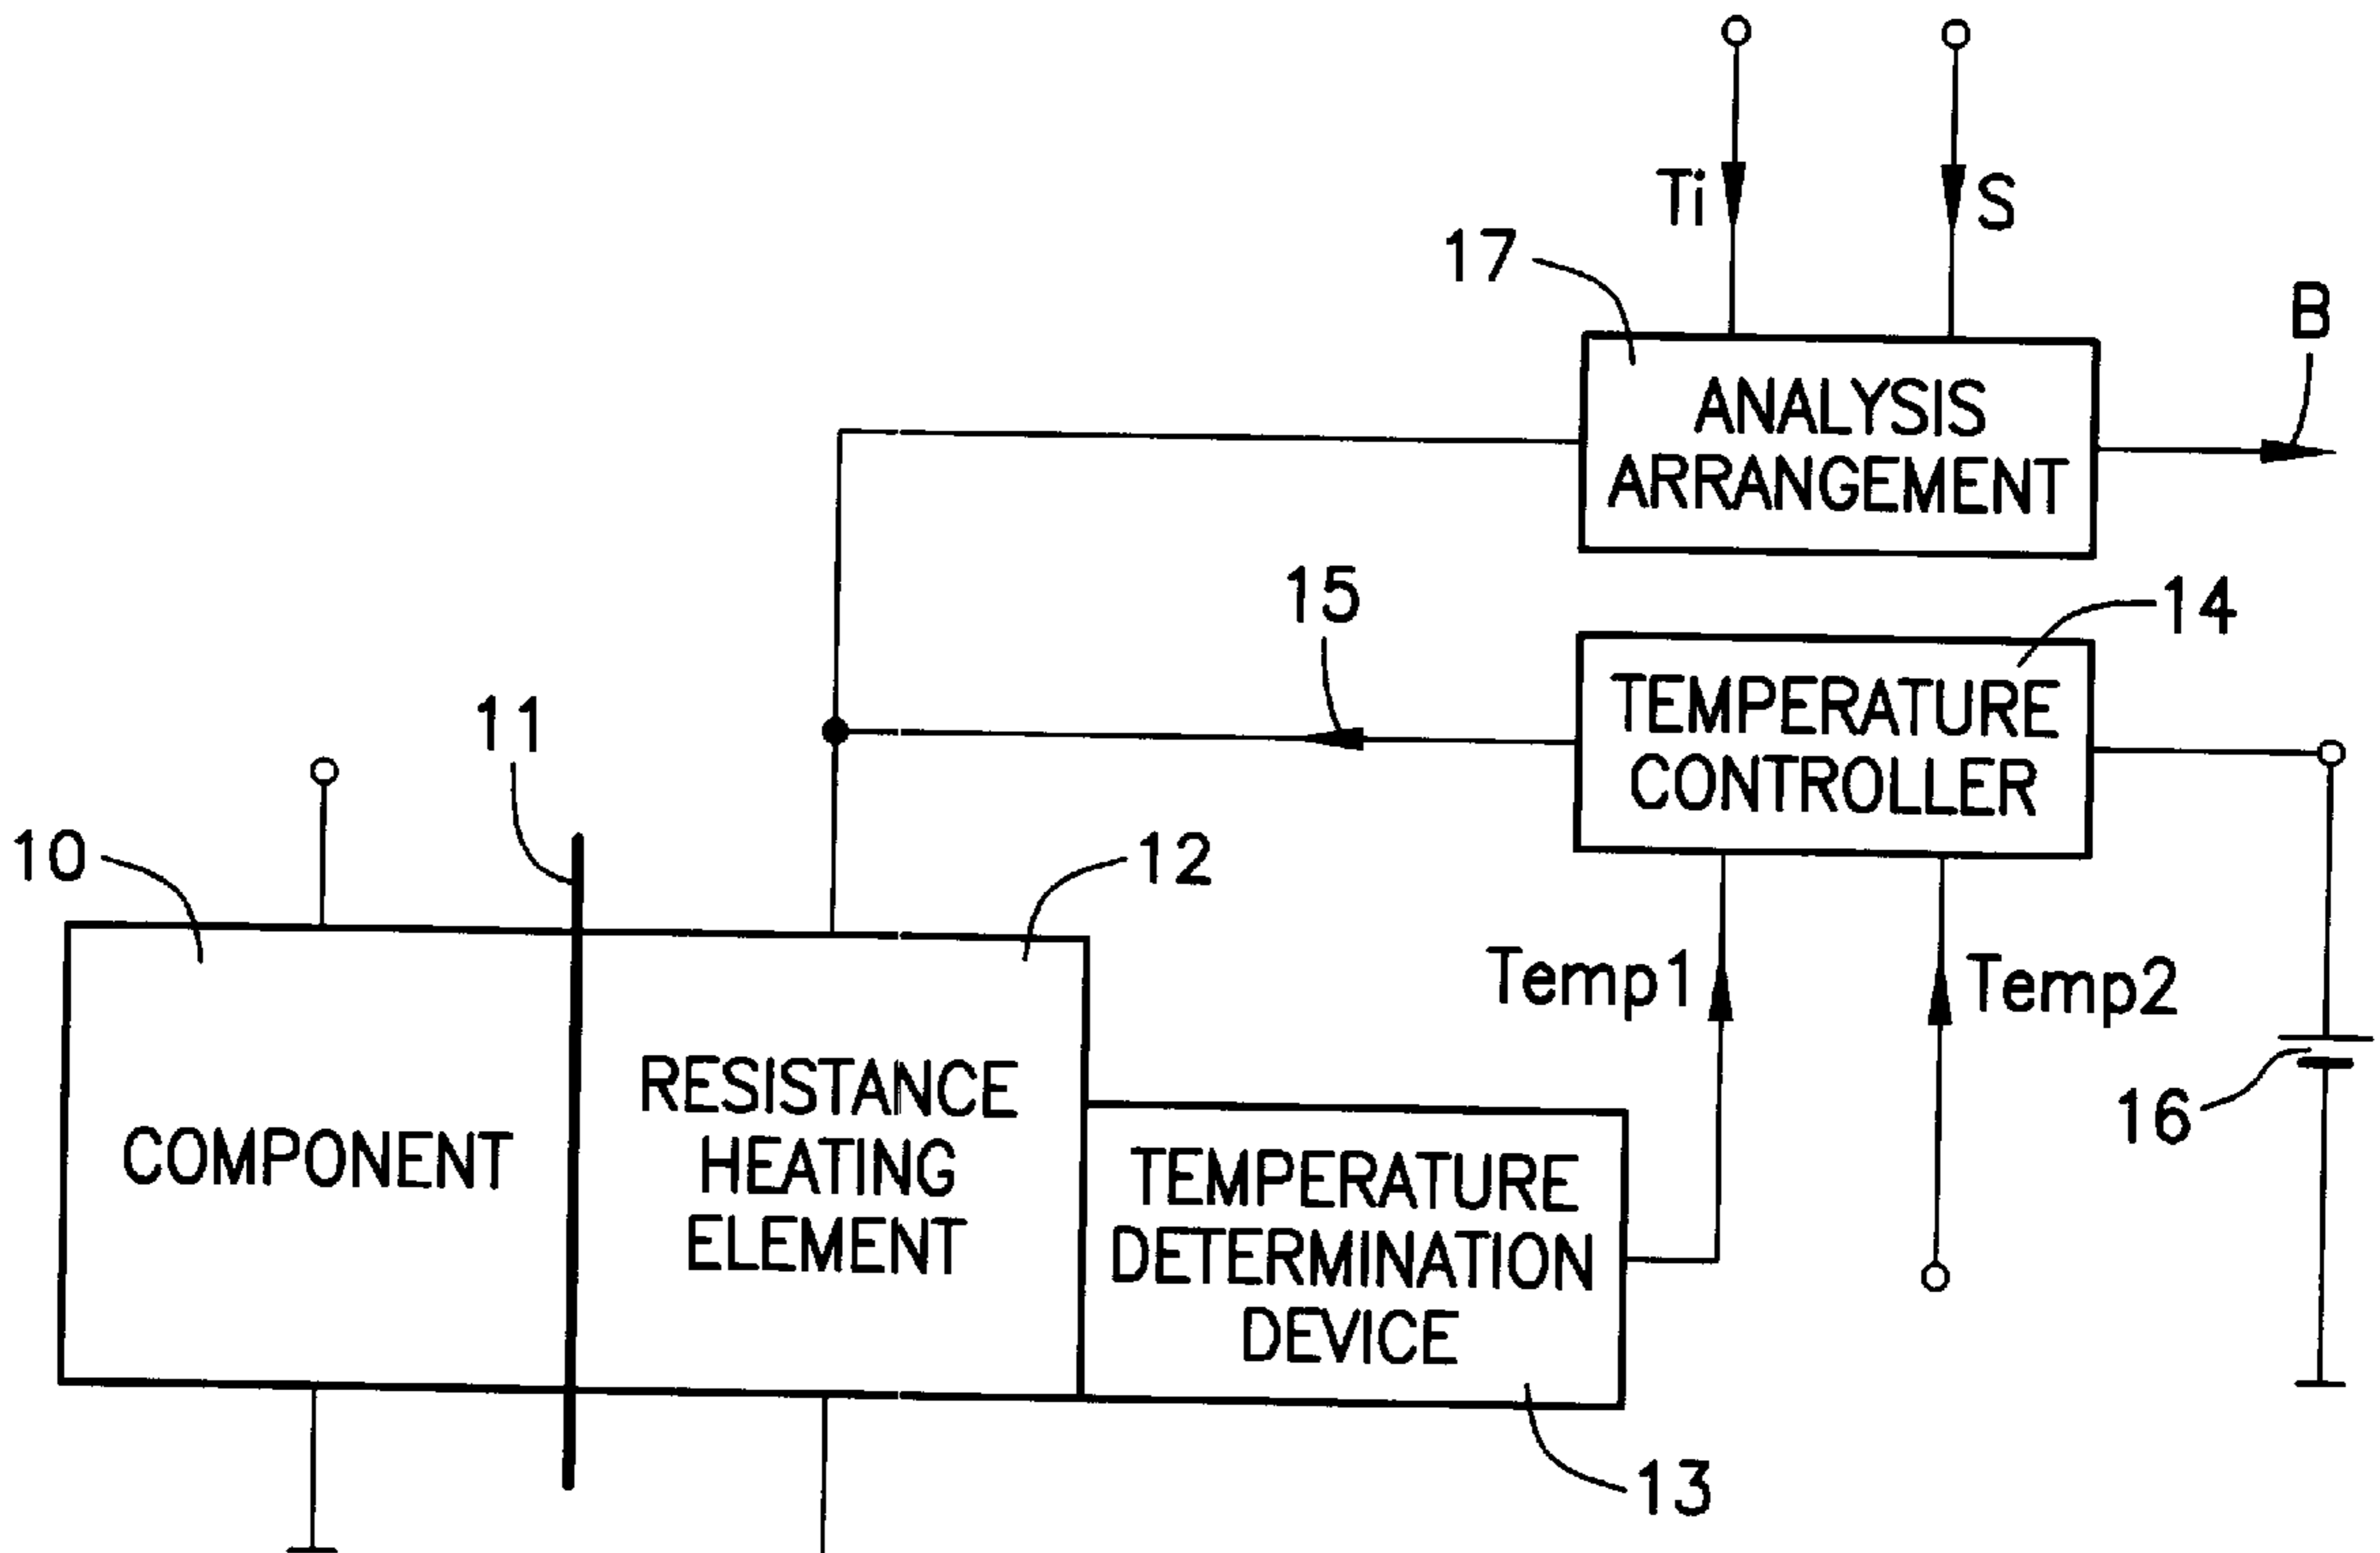 Ti
S
17
B
ANALYSIS
ARRANGEMENT
15
14
11
TEMPERATURE
CONTROLLER
10
12
Temp1
Temp2
16
COMPONENT
RESISTANCE
HEATING
ELEMENT
TEMPERATURE
DETERMINATION
DEVICE
13